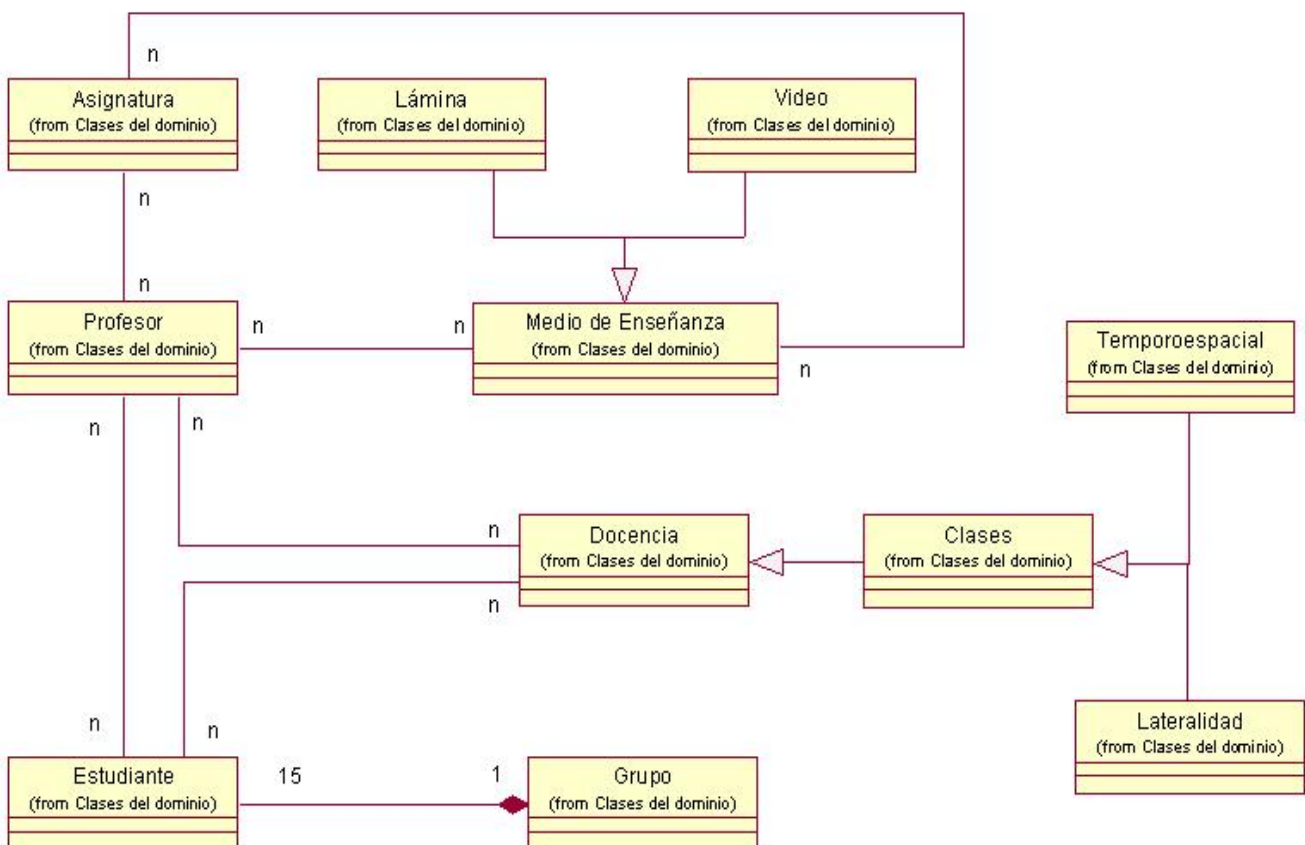 n
Asignatura
(from Clases del dominio)
Lámina
(from Clases del dominio)
Video
(from Clases del dominio)
n
n
Profesor
(from Clases del dominio)
n
n
Medio de Enseñanza
(from Clases del dominio)
n
Temporoespacial
(from Clases del dominio)
n
n
n
Docencia
(from Clases del dominio)
n
Clases
(from Clases del dominio)
n
n
Lateralidad
(from Clases del dominio)
Estudiante
(from Clases del dominio)
15
1
Grupo
(from Clases del dominio)